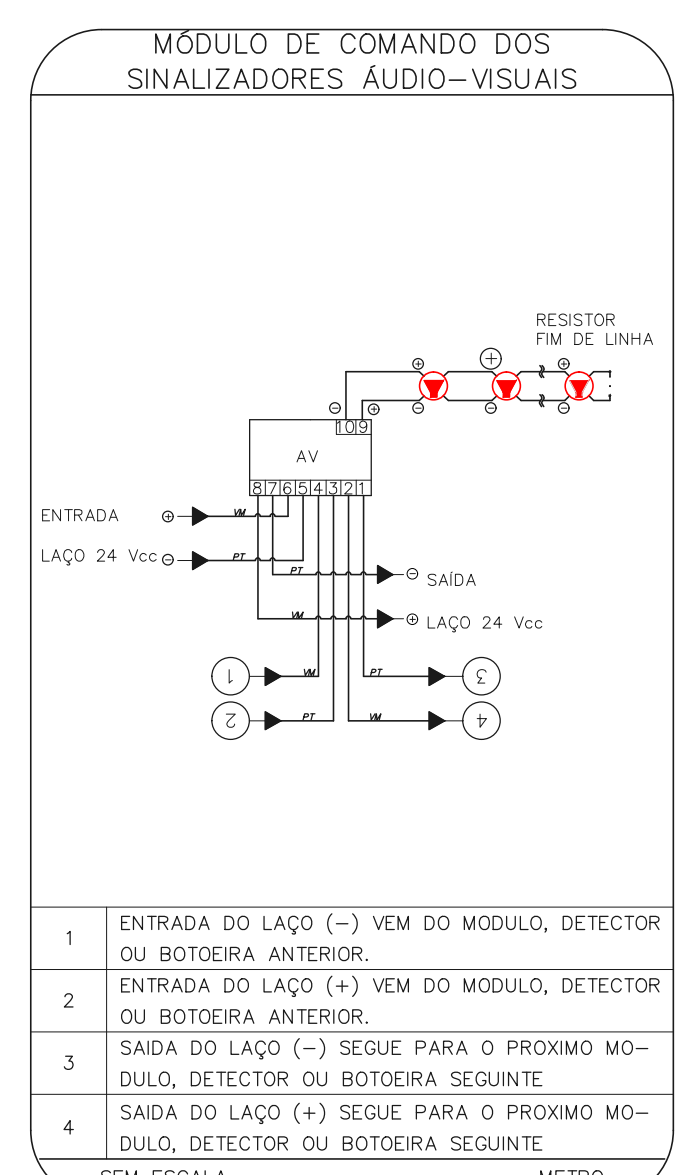 MÓDULO DE COMANDO DOS
SINALIZADORES ÁUDIO–VISUAIS
RESISTOR
FIM DE LINHA
10 9
AV
8 7 6 5 4 3 2 1
ENTRADA
VM
LAÇO 24 Vcc
PT
PT
SAÍDA
VM
LAÇO 24 Vcc
1
VM
PT
3
2
PT
VM
4
1
ENTRADA DO LAÇO (–) VEM DO MODULO, DETECTOR
OU BOTOEIRA ANTERIOR.
2
ENTRADA DO LAÇO (+) VEM DO MODULO, DETECTOR
OU BOTOEIRA ANTERIOR.
3
SAIDA DO LAÇO (–) SEGUE PARA O PROXIMO MO–
DULO, DETECTOR OU BOTOEIRA SEGUINTE
4
SAIDA DO LAÇO (+) SEGUE PARA O PROXIMO MO–
DULO, DETECTOR OU BOTOEIRA SEGUINTE
SEM ESCALA
METRO